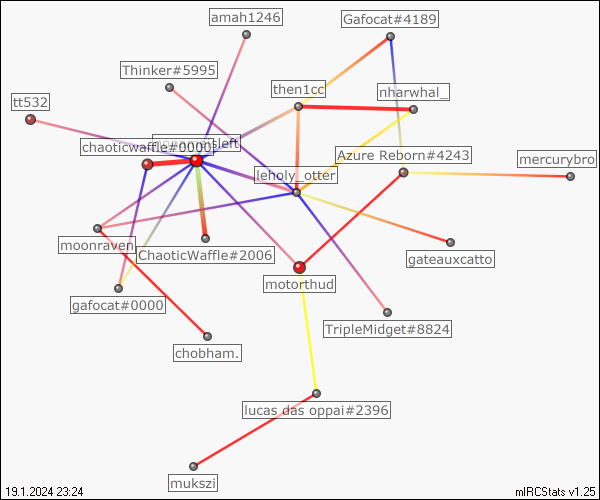 amah1246
Gafocat#4189
Thinker#5995
then1cc
nharwhal_
tt532
chaoticwaffle#0000
Azure Reborn#4243
mercurybro
leholy_otter
moonraven
ChaoticWaffle#2006
gateauxcatto
motorthud
gafocat#0000
TripleMidget#8824
chobham.
lucas das oppai#2396
mukszi
19.1.2024 23:24
mIRCStats v1.25